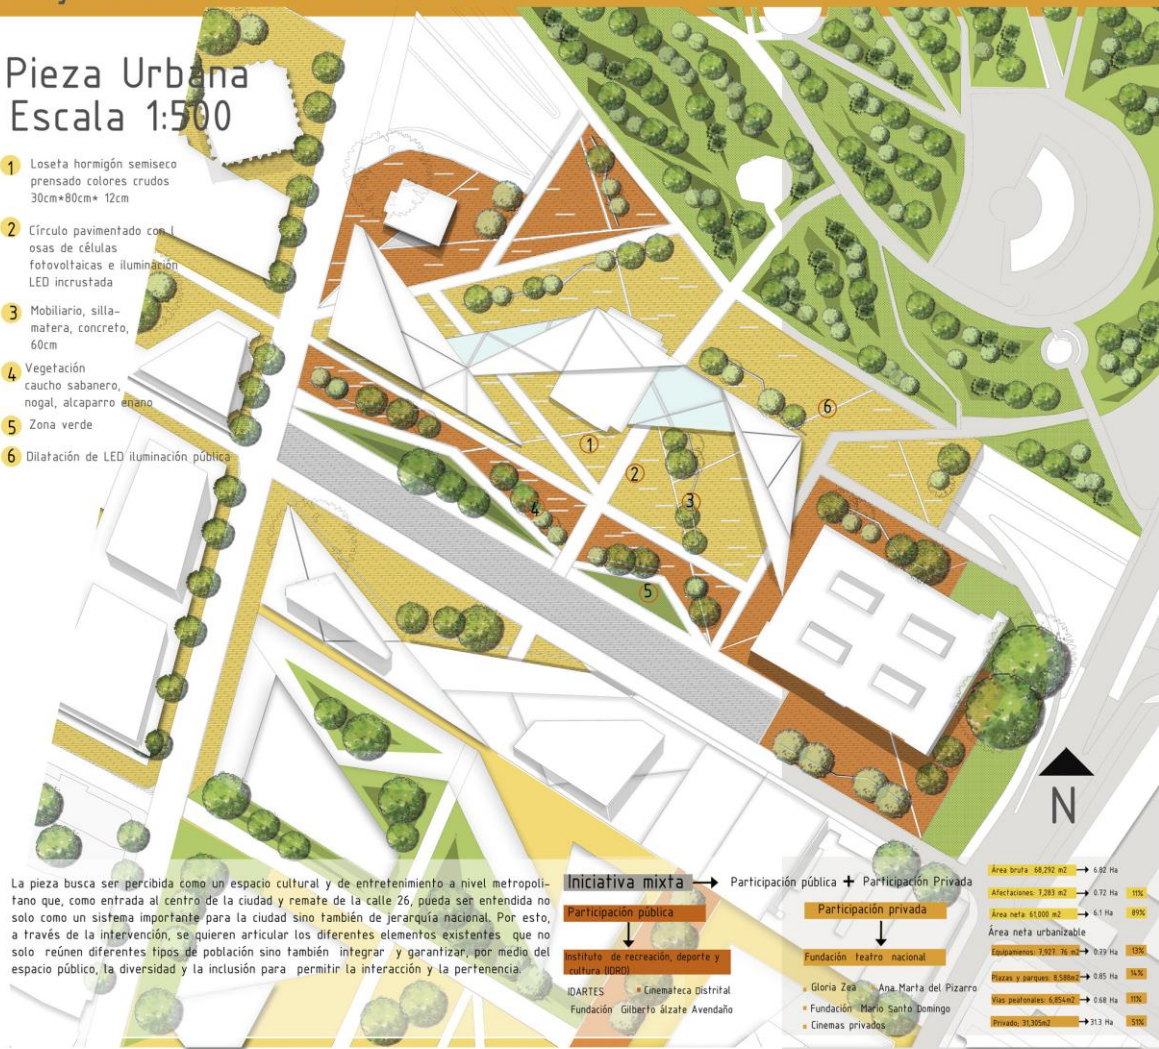 Pieza Urbana
Escala 1:500
1 Loseta hormigón semiseco
prensado colores crudos
30cm*80cm* 12cm
2 Círculo pavimentado con l
osas de células
fotovoltaicas e iluminación
LED incrustada
3 Mobiliario, silla-
matera, concreto,
60cm
4 Vegetación
caucho sabanero,
nogal, alcaparro enano
5 Zona verde
6 Dilatación de LED iluminación pública
6
1
2
3
4
5
N
La pieza busca ser percibida como un espacio cultural y de entretenimiento a nivel metropoli-
tano que, como entrada al centro de la ciudad y remate de la calle 26, pueda ser entendida no
solo como un sistema importante para la ciudad sino también de jerarquía nacional. Por esto,
a través de la intervención, se quieren articular los diferentes elementos existentes que no
solo reúnen diferentes tipos de población sino también integrar y garantizar, por medio del
espacio público, la diversidad y la inclusión para permitir la interacción y la pertenencia.
Iniciativa mixta → Participación pública + Participación Privada
Participación pública
Instituto de recreación, deporte y
cultura (IDRD)
IDARTES ▪ Cinemateca Distrital
Fundación Gilberto álzate Avendaño
Participación privada
Fundación teatro nacional
▪ Gloria Zea ▪ Ana Marta del Pizarro
▪ Fundación Mario Santo Domingo
▪ Cinemas privados
Área bruta 68,292 m2 → 6.82 Ha
Afectaciones: 7,283 m2 → 0.72 Ha 11%
Área neta: 61,000 m2 → 6.1 Ha 89%
Área neta urbanizable
Equipamienos: 7,927. 76 m2 → 0.79 Ha 13%
Plazas y parques: 8,588m2 → 0.85 Ha 14%
Vías peatonales: 6,854m2 → 0.68 Ha 11%
Privado; 31,305m2 → 31.3 Ha 51%